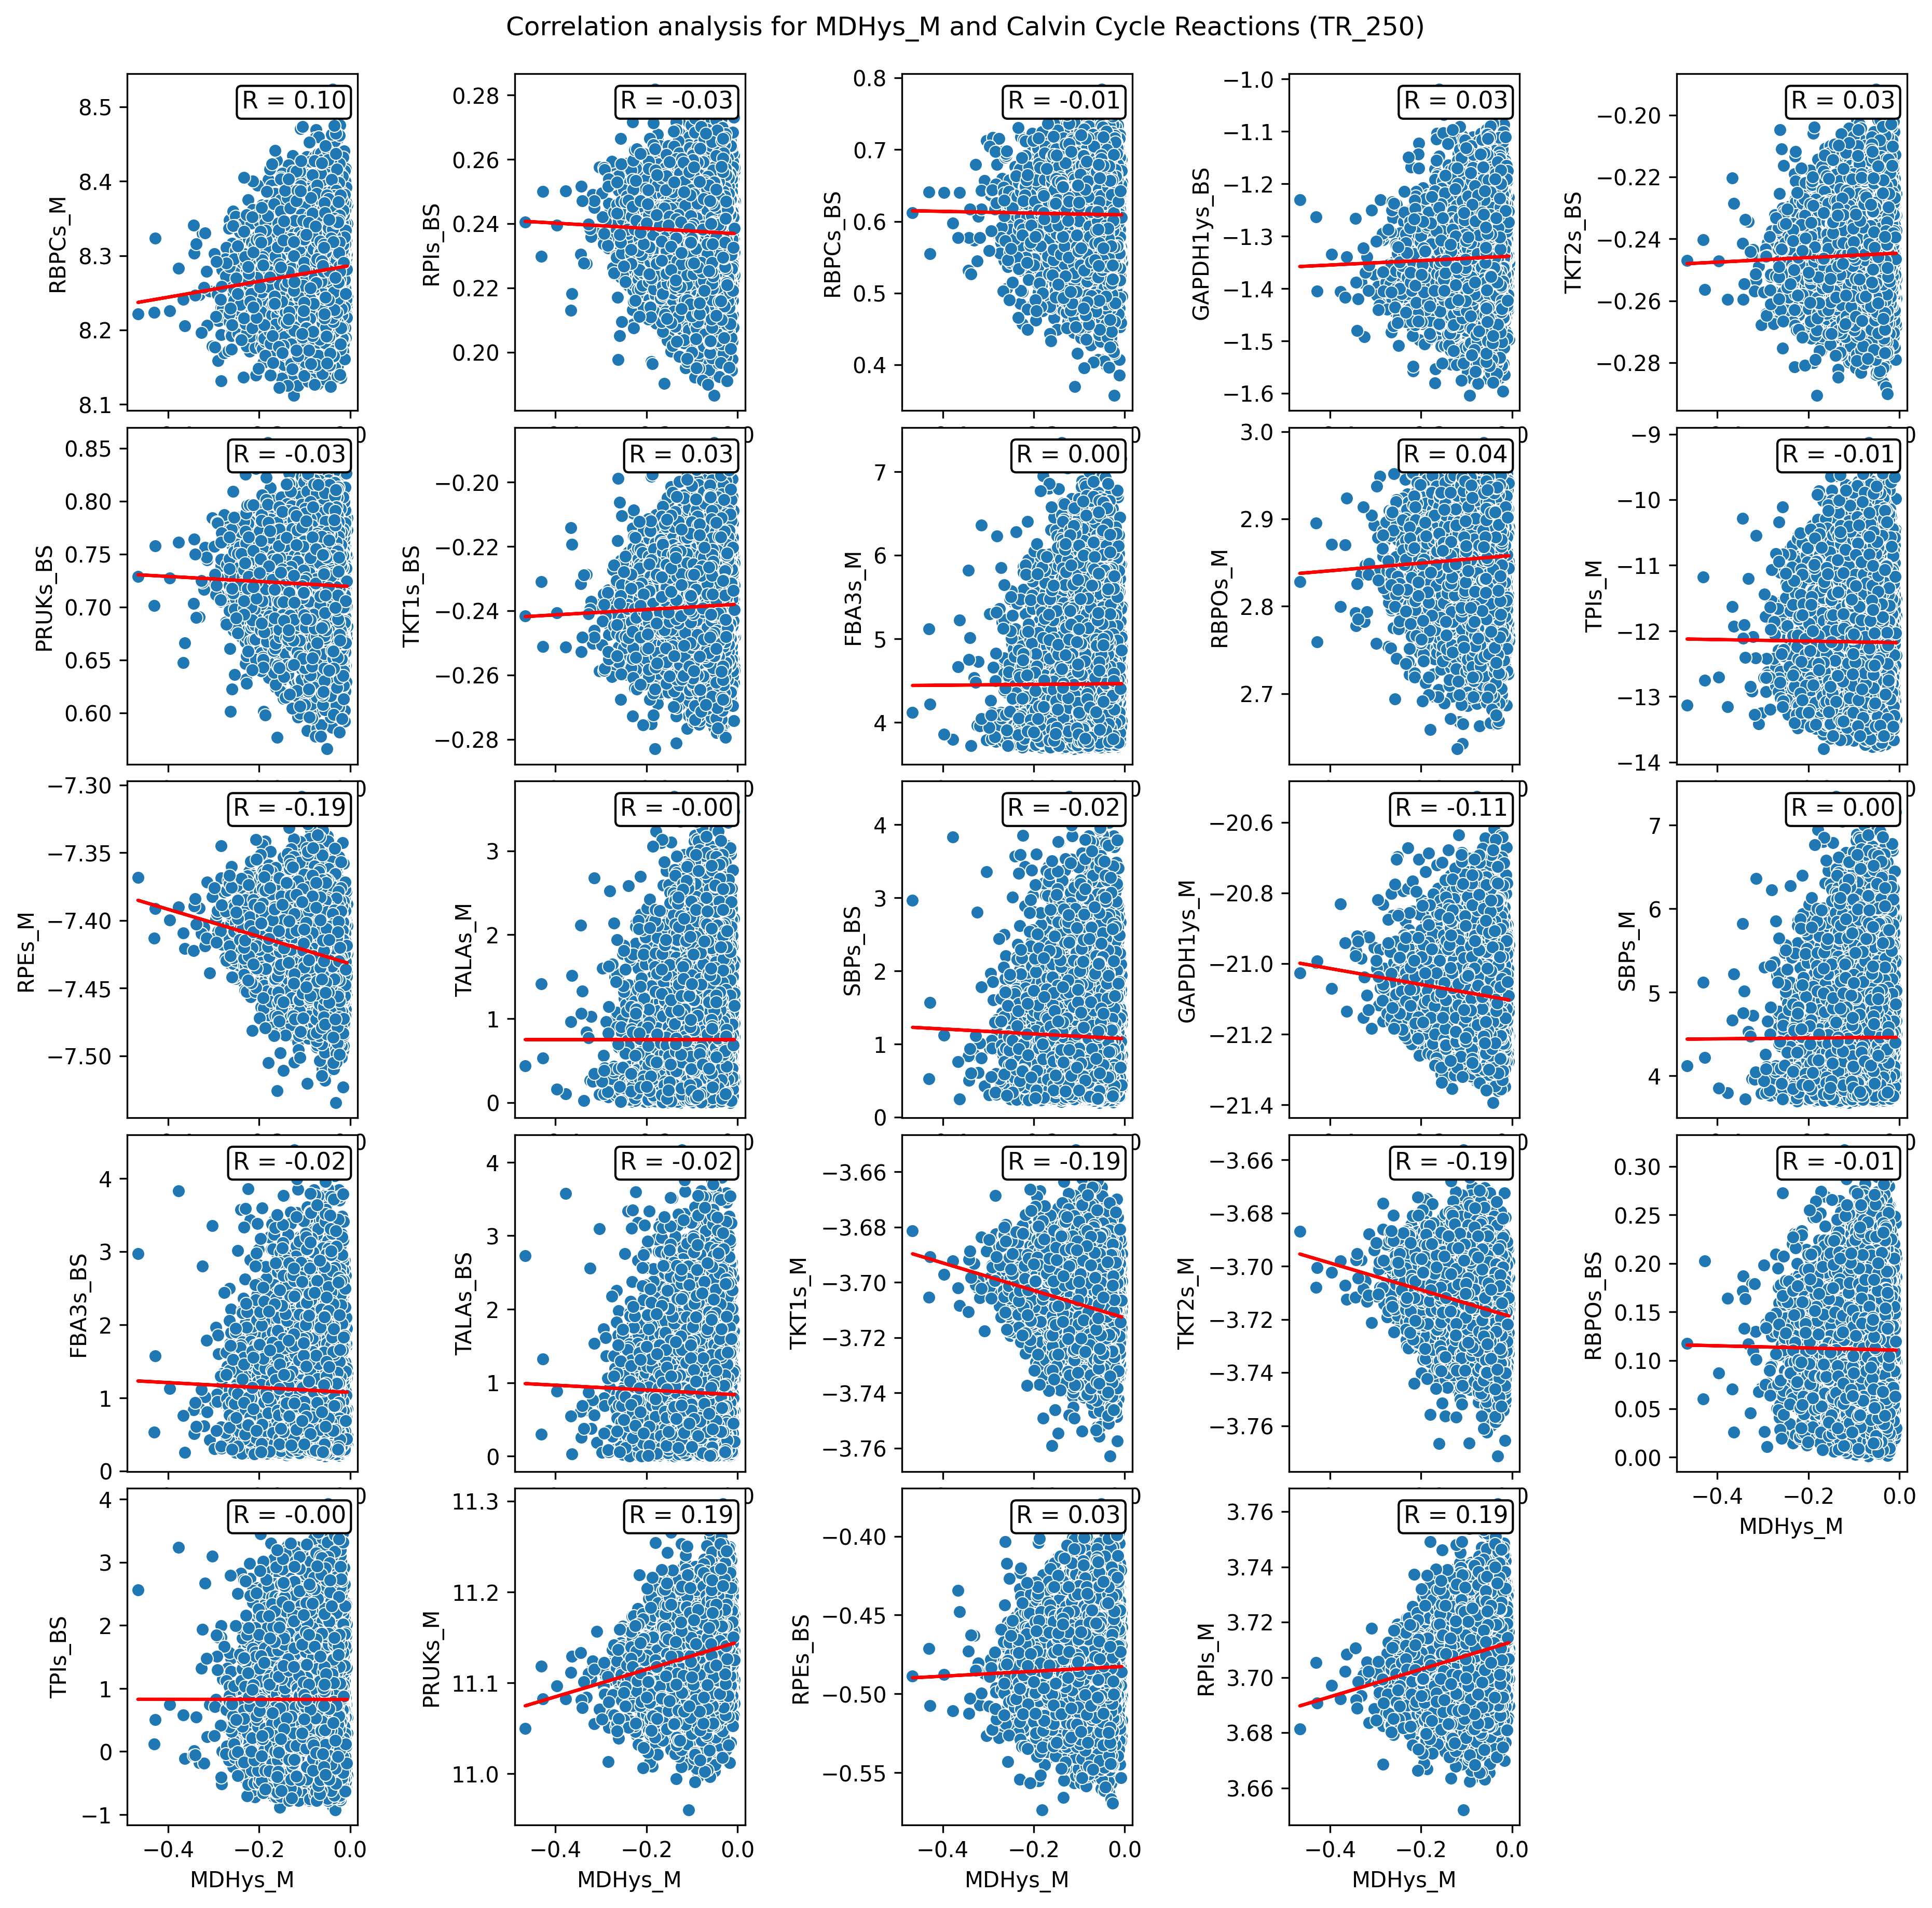 Correlation analysis for MDHys_M and Calvin Cycle Reactions (TR_250)
R = 0.10
RBPCs_M
8.5
8.4
8.3
8.2
8.1
R = -0.03
RPIs_BS
0.28
0.26
0.24
0.22
0.20
R = -0.01
RBPCs_BS
0.8
0.7
0.6
0.5
0.4
R = 0.03
GAPDH1ys_BS
−1.0
−1.1
−1.2
−1.3
−1.4
−1.5
−1.6
R = 0.03
TKT2s_BS
−0.20
−0.22
−0.24
−0.26
−0.28
R = -0.03
PRUKs_BS
0.85
0.80
0.75
0.70
0.65
0.60
R = 0.03
TKT1s_BS
−0.20
−0.22
−0.24
−0.26
−0.28
R = 0.00
FBA3s_M
7
6
5
4
R = 0.04
RBPOs_M
3.0
2.9
2.8
2.7
R = -0.01
TPIs_M
−9
−10
−11
−12
−13
−14
R = -0.19
RPEs_M
−7.30
−7.35
−7.40
−7.45
−7.50
R = -0.00
TALAs_M
3
2
1
0
R = -0.02
SBPs_BS
4
3
2
1
0
R = -0.11
GAPDH1ys_M
−20.6
−20.8
−21.0
−21.2
−21.4
R = 0.00
SBPs_M
7
6
5
4
R = -0.02
FBA3s_BS
4
3
2
1
0
R = -0.02
TALAs_BS
4
3
2
1
0
R = -0.19
TKT1s_M
−3.66
−3.68
−3.70
−3.72
−3.74
−3.76
R = -0.19
TKT2s_M
−3.66
−3.68
−3.70
−3.72
−3.74
−3.76
R = -0.01
RBPOs_BS
0.30
0.25
0.20
0.15
0.10
0.05
0.00
−0.4 −0.2 0.0
MDHys_M
R = -0.00
TPIs_BS
4
3
2
1
0
−1
−0.4 −0.2 0.0
MDHys_M
R = 0.19
PRUKs_M
11.3
11.2
11.1
11.0
−0.4 −0.2 0.0
MDHys_M
R = 0.03
RPEs_BS
−0.40
−0.45
−0.50
−0.55
−0.4 −0.2 0.0
MDHys_M
R = 0.19
RPIs_M
3.76
3.74
3.72
3.70
3.68
3.66
−0.4 −0.2 0.0
MDHys_M